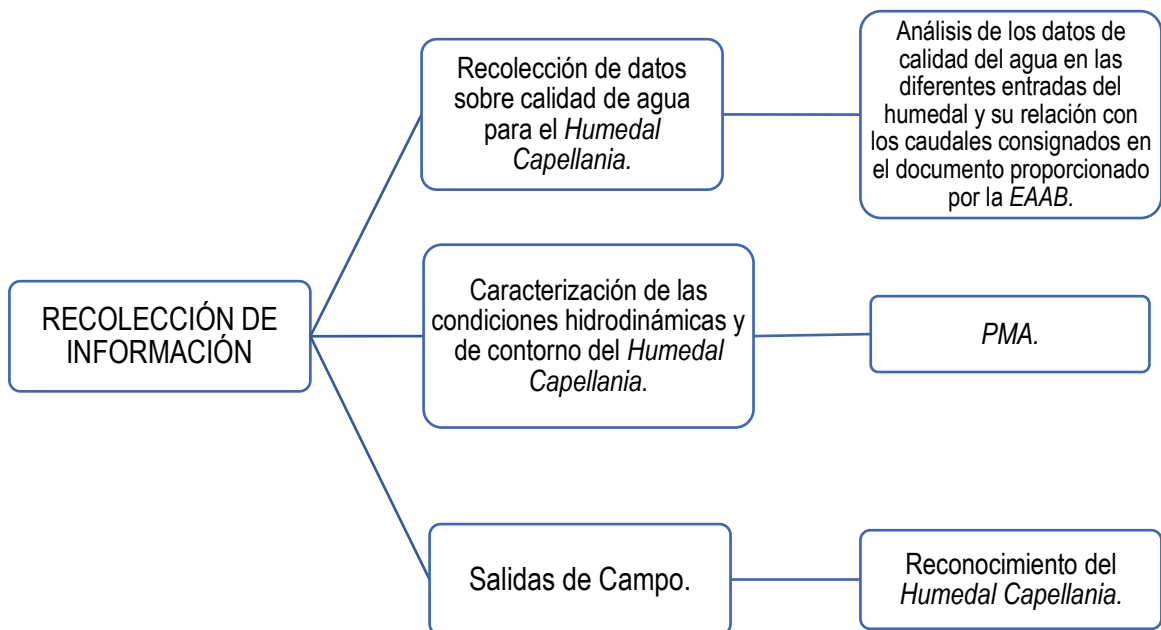 RECOLECCIÓN DE
INFORMACIÓN
Recolección de datos
sobre calidad de agua
para el Humedal
Capellania.
Análisis de los datos de
calidad del agua en las
diferentes entradas del
humedal y su relación con
los caudales consignados en
el documento proporcionado
por la EAAB.
Caracterización de las
condiciones hidrodinámicas y
de contorno del Humedal
Capellania.
PMA.
Salidas de Campo.
Reconocimiento del
Humedal Capellania.